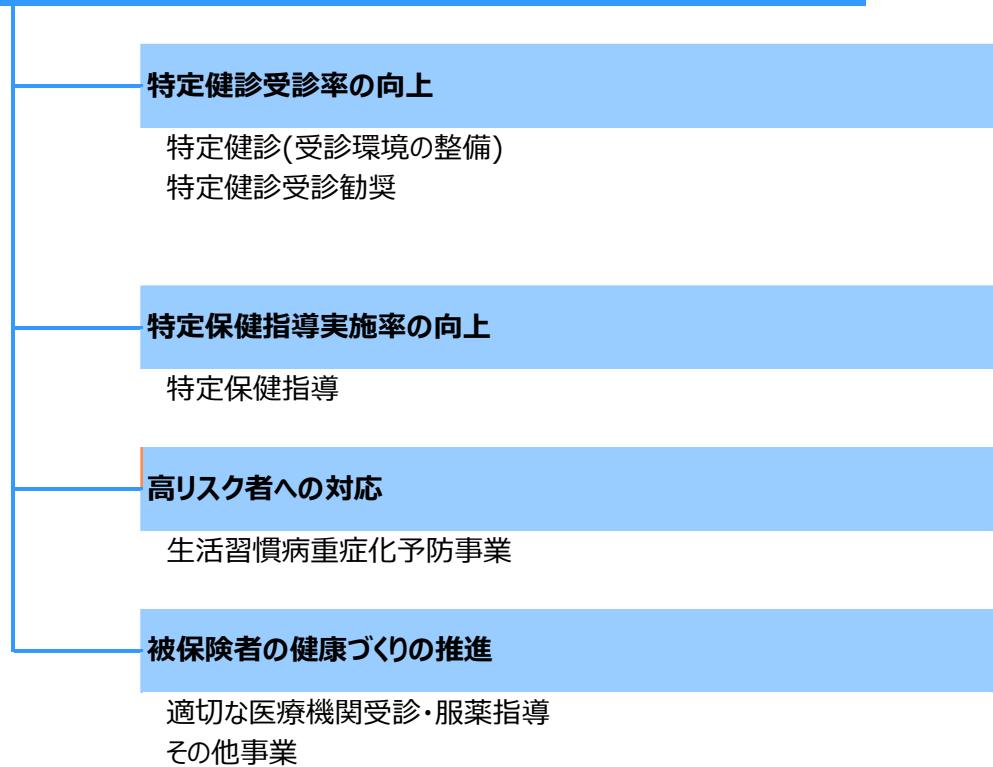 特定健診受診率の向上
特定健診(受診環境の整備)
特定健診受診勧奨
特定保健指導実施率の向上
特定保健指導
高リスク者への対応
生活習慣病重症化予防事業
被保険者の健康づくりの推進
適切な医療機関受診・服薬指導
その他事業